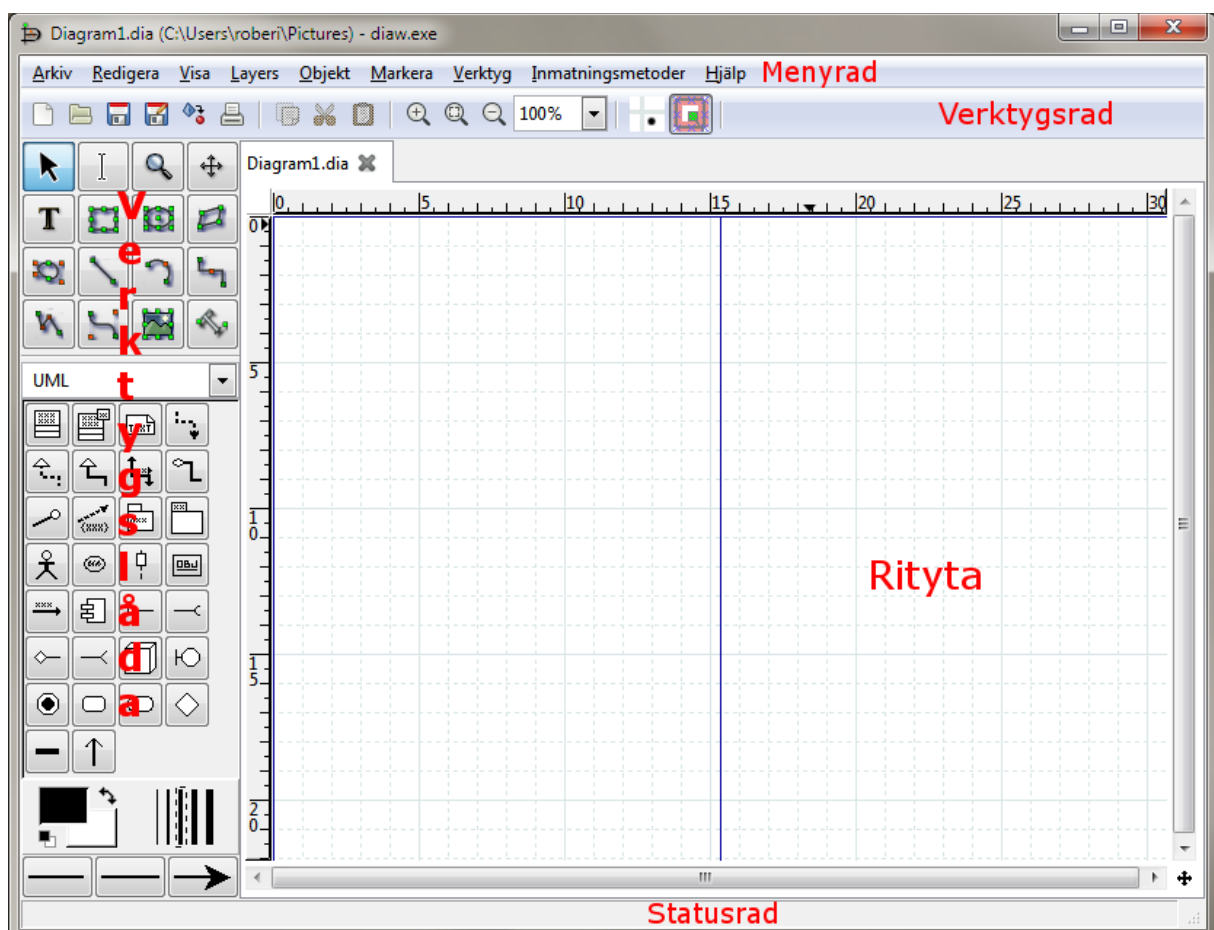 Diagram1.dia (C:\Users\roberi\Pictures) - diaw.exe
Arkiv Redigera Visa Layers Objekt Markera Verktyg Inmatningsmetoder Hjälp Menyrad
100% Verktygsrad
Diagram1.dia
0 5 10 15 20 25 30
0
5
10
15
20
T
UML
Verktygslåda
Rityta
Statusrad